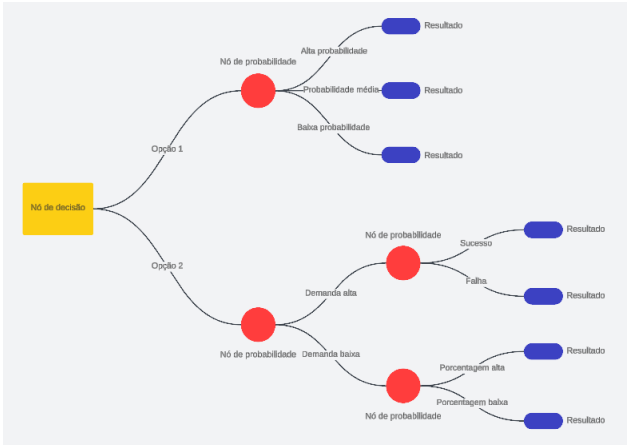 Resultado
Alta probabilidade
Nó de probabilidade
Probabilidade média
Resultado
Baixa probabilidade
Opção 1
Resultado
Nó de decisão
Nó de probabilidade
Resultado
Sucesso
Opção 2
Falha
Demanda alta
Resultado
Nó de probabilidade
Demanda baixa
Resultado
Porcentagem alta
Porcentagem baixa
Nó de probabilidade
Resultado